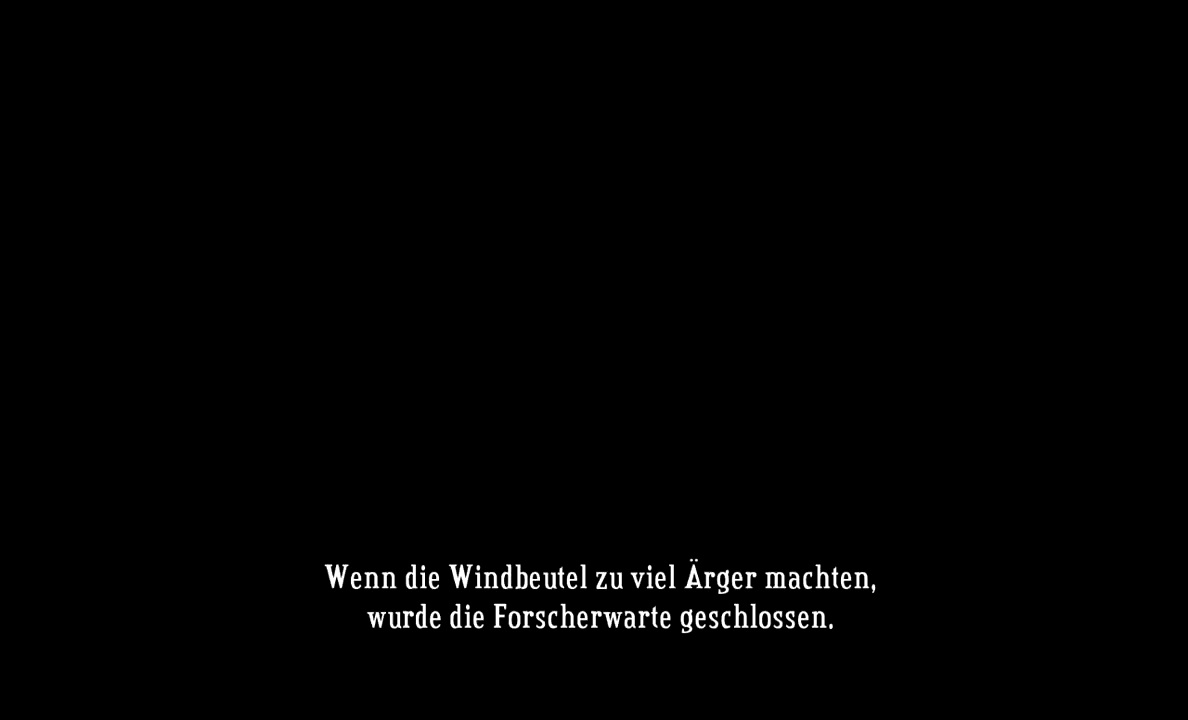 Wenn die Windbeutel zu viel Ärger machten,
wurde die Forscherwarte geschlossen.